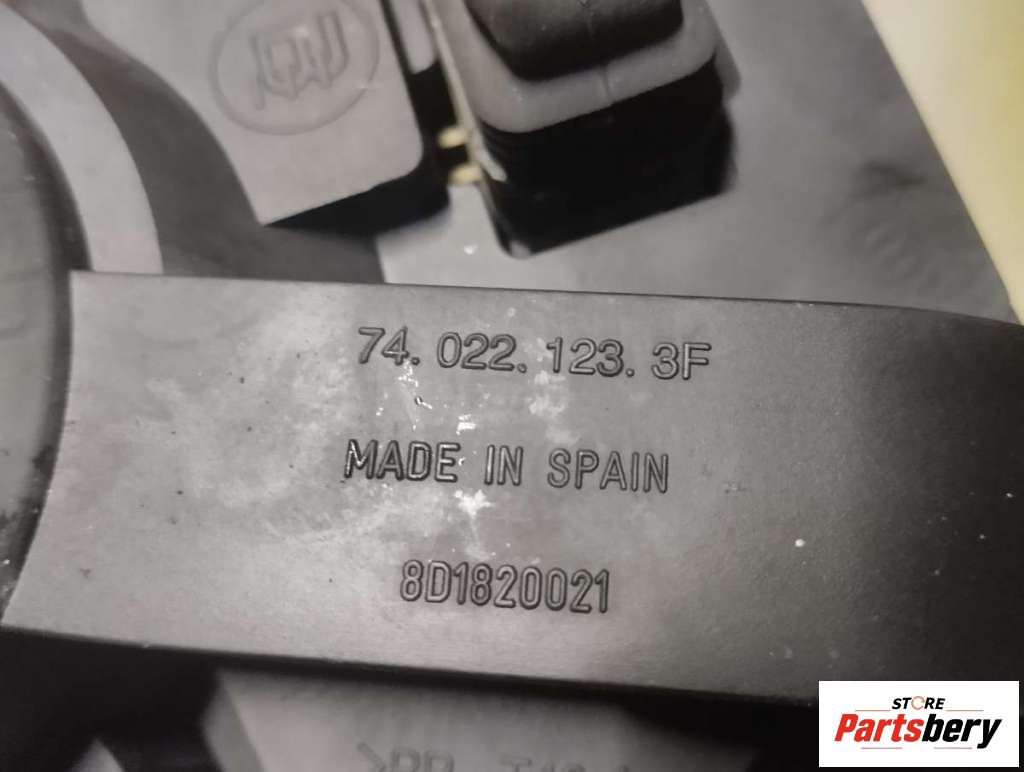 74. 022. 123. 3F
MADE IN SPAIN
8D1820021
STORE
Partsbery